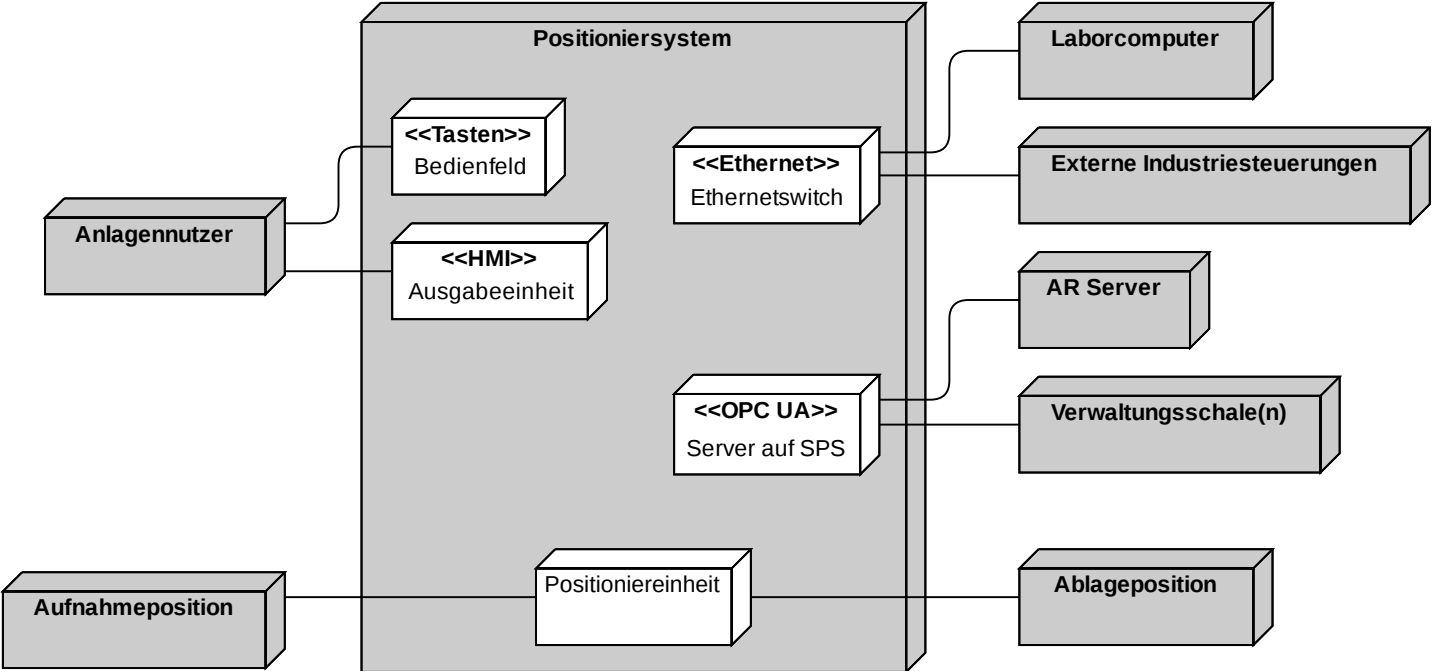 Positioniersystem
<<Tasten>>
Bedienfeld
<<HMI>>
Ausgabeeinheit
<<Ethernet>>
Ethernetswitch
<<OPC UA>>
Server auf SPS
Positioniereinheit
Anlagennutzer
Aufnahmeposition
Laborcomputer
Externe Industriesteuerungen
AR Server
Verwaltungsschale(n)
Ablageposition